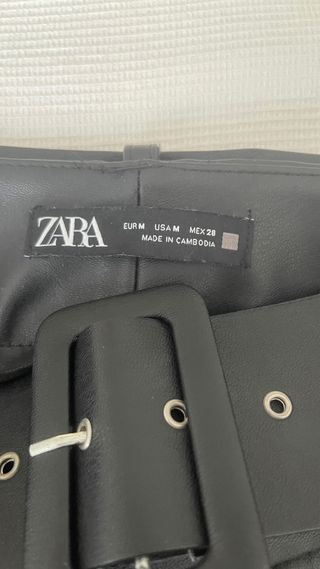 ZARA
EUR M USA M MEX 28
MADE IN CAMBODIA